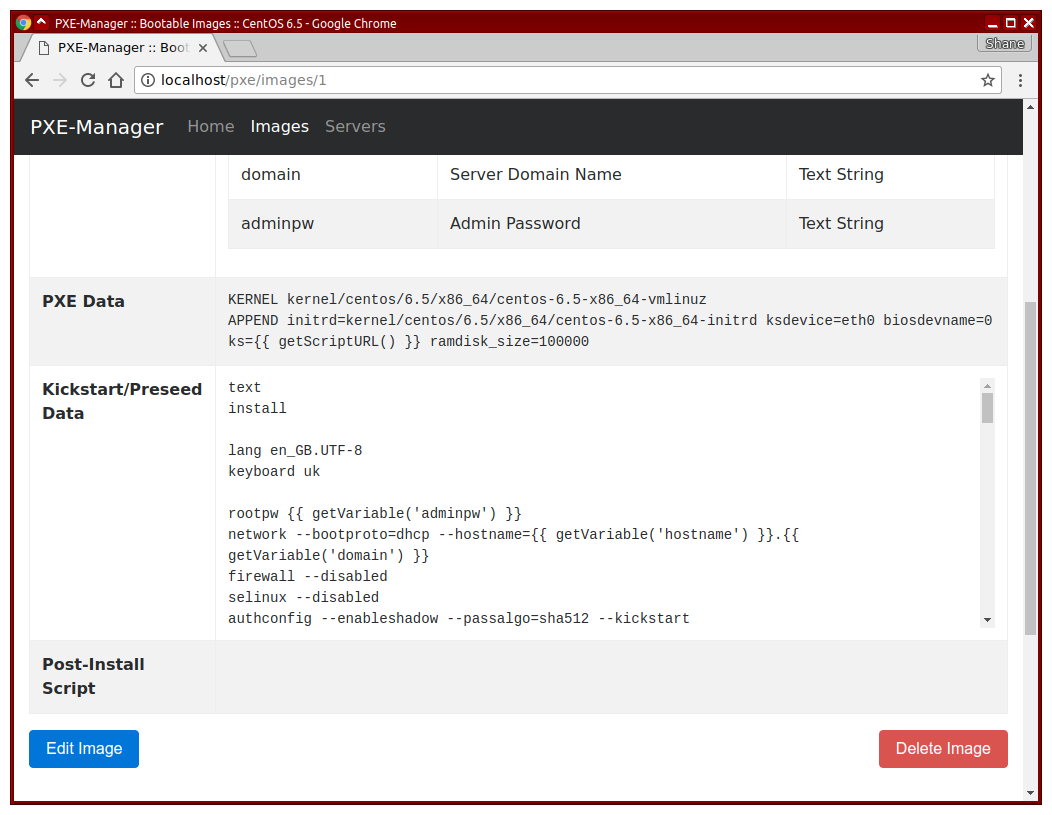 PXE-Manager :: Bootable Images :: CentOS 6.5 - Google Chrome
PXE-Manager :: Boot
Shane
localhost/pxe/images/1
PXE-Manager Home Images Servers
domain Server Domain Name Text String
adminpw Admin Password Text String
PXE Data
KERNEL kernel/centos/6.5/x86_64/centos-6.5-x86_64-vmlinuz
APPEND initrd=kernel/centos/6.5/x86_64/centos-6.5-x86_64-initrd ksdevice=eth0 biosdevname=0
ks={{ getScriptURL() }} ramdisk_size=100000
Kickstart/Preseed
Data
text
install
lang en_GB.UTF-8
keyboard uk
rootpw {{ getVariable('adminpw') }}
network --bootproto=dhcp --hostname={{ getVariable('hostname') }}.{{
getVariable('domain') }}
firewall --disabled
selinux --disabled
authconfig --enableshadow --passalgo=sha512 --kickstart
Post-Install
Script
Edit Image
Delete Image